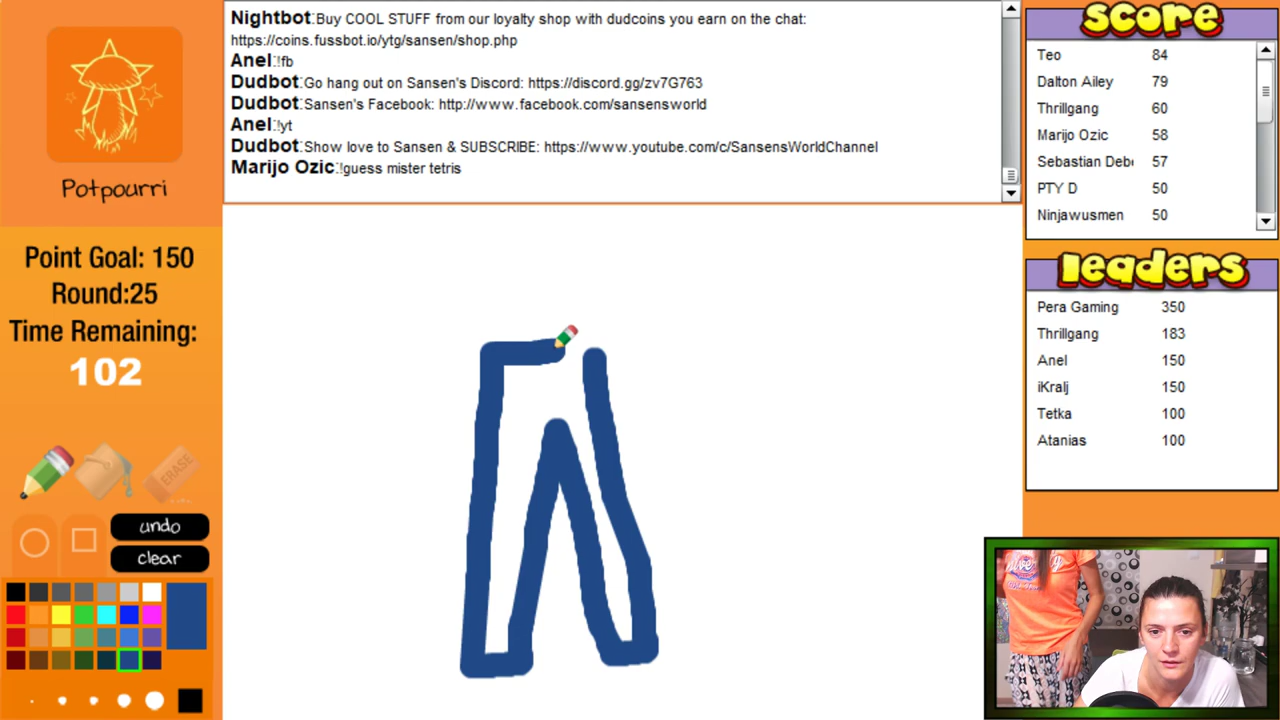 Potpourri
Point Goal: 150
Round:25
Time Remaining:
102
ERASE
undo
clear
Nightbot:Buy COOL STUFF from our loyalty shop with dudcoins you earn on the chat:
https://coins.fussbot.io/ytg/sansen/shop.php
Anel:!fb
Dudbot:Go hang out on Sansen's Discord: https://discord.gg/zv7G763
Dudbot:Sansen's Facebook: http://www.facebook.com/sansensworld
Anel:!yt
Dudbot:Show love to Sansen & SUBSCRIBE: https://www.youtube.com/c/SansensWorldChannel
Marijo Ozic:!guess mister tetris
score
Teo 84
Dalton Ailey 79
Thrillgang 60
Marijo Ozic 58
Sebastian Deb 57
PTY D 50
Ninjawusmen 50
leaders
Pera Gaming 350
Thrillgang 183
Anel 150
iKralj 150
Tetka 100
Atanias 100